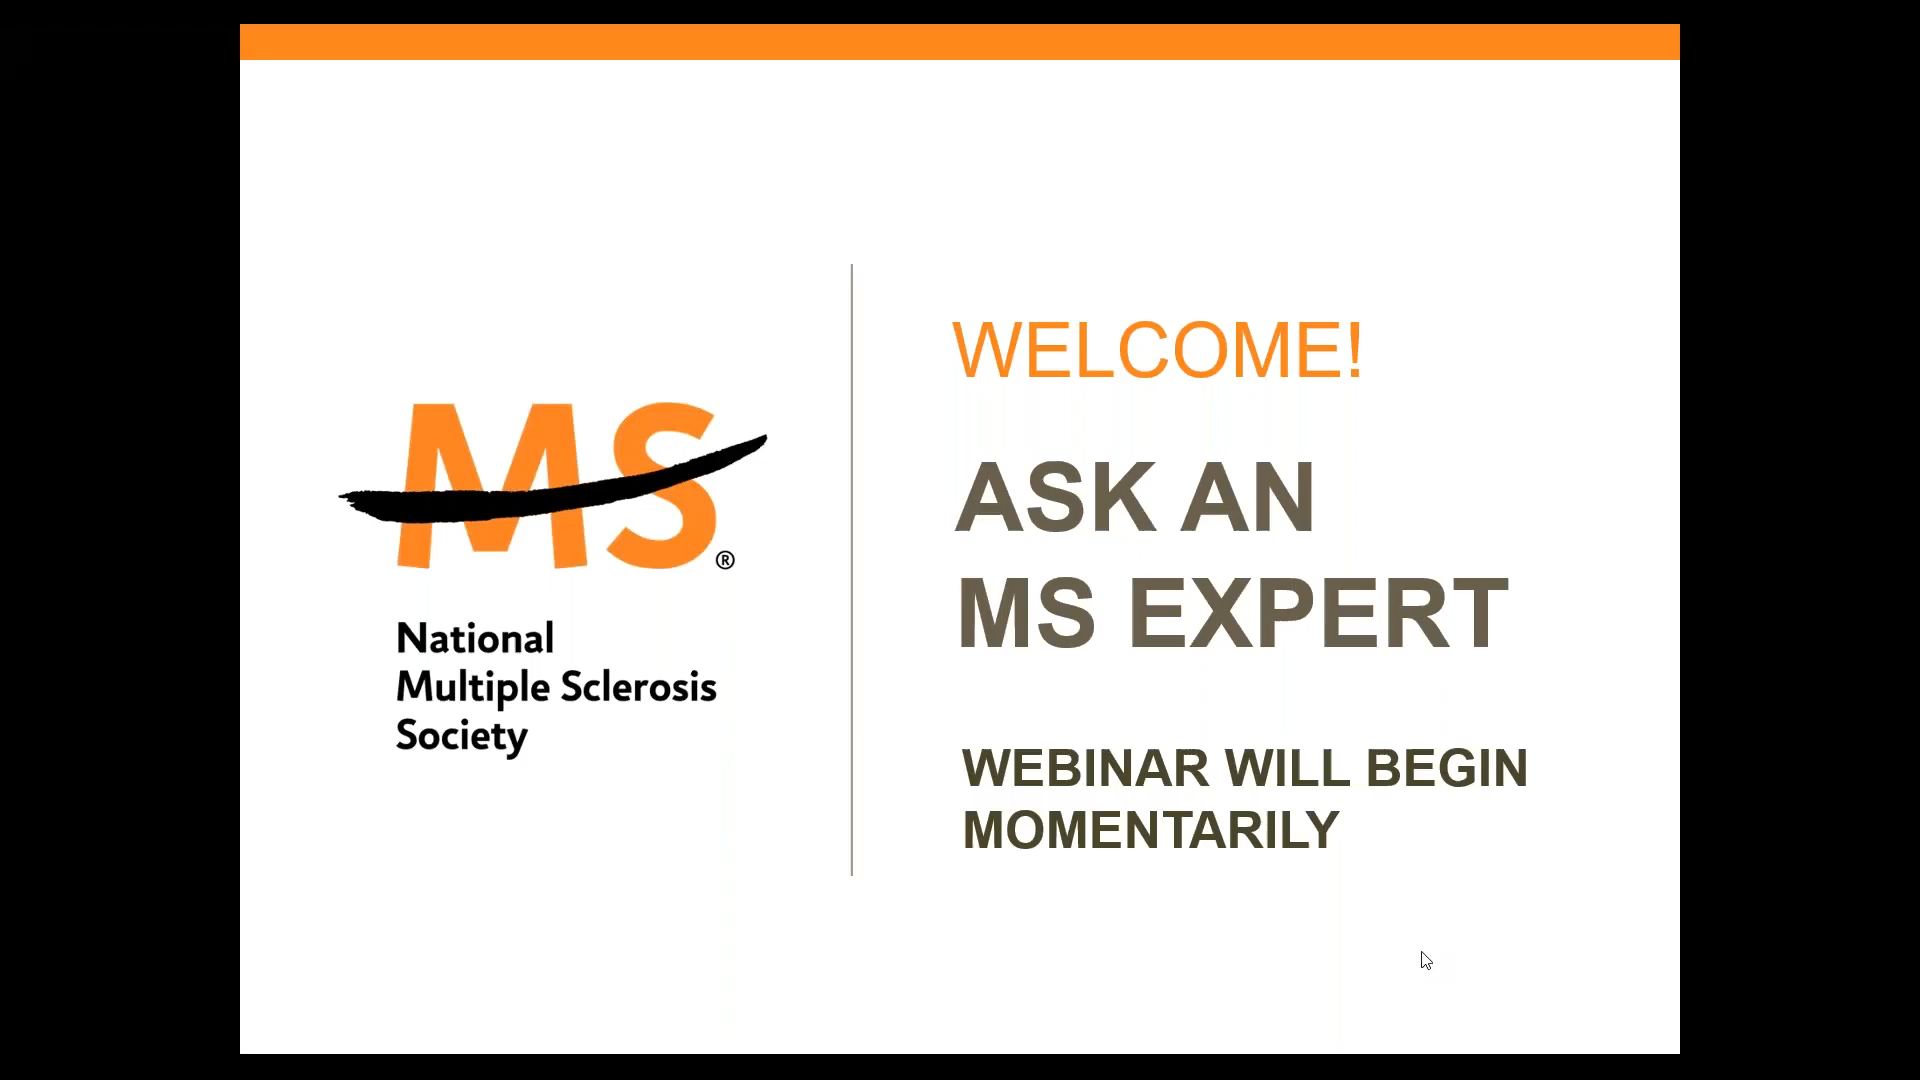 MS®
National
Multiple Sclerosis
Society
WELCOME!
ASK AN
MS EXPERT
WEBINAR WILL BEGIN
MOMENTARILY